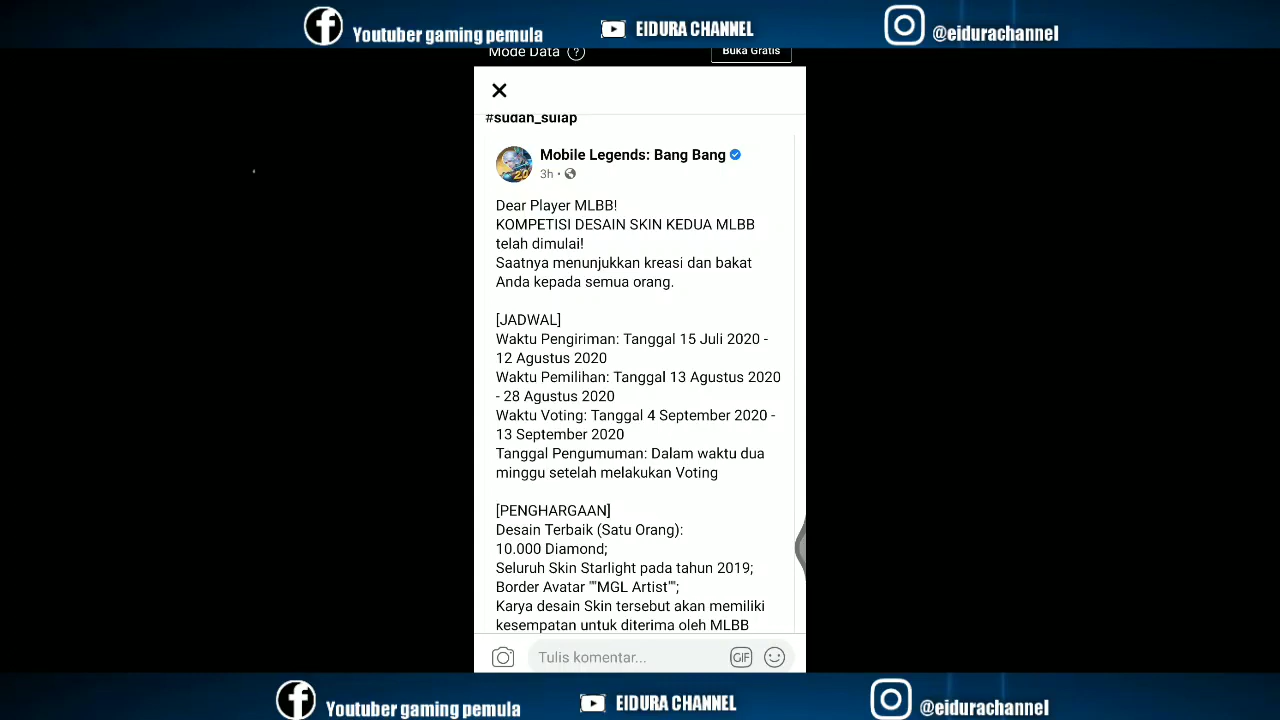 Youtuber gaming pemula
EIDURA CHANNEL
@eidurachannel
Mode Data ?
Buka Gratis
#sudah_sulap
Mobile Legends: Bang Bang
3h
Dear Player MLBB!
KOMPETISI DESAIN SKIN KEDUA MLBB
telah dimulai!
Saatnya menunjukkan kreasi dan bakat
Anda kepada semua orang.
[JADWAL]
Waktu Pengiriman: Tanggal 15 Juli 2020 -
12 Agustus 2020
Waktu Pemilihan: Tanggal 13 Agustus 2020
- 28 Agustus 2020
Waktu Voting: Tanggal 4 September 2020 -
13 September 2020
Tanggal Pengumuman: Dalam waktu dua
minggu setelah melakukan Voting
[PENGHARGAAN]
Desain Terbaik (Satu Orang):
10.000 Diamond;
Seluruh Skin Starlight pada tahun 2019;
Border Avatar ""MGL Artist"";
Karya desain Skin tersebut akan memiliki
kesempatan untuk diterima oleh MLBB
Tulis komentar...
GIF
Youtuber gaming pemula
EIDURA CHANNEL
@eidurachannel